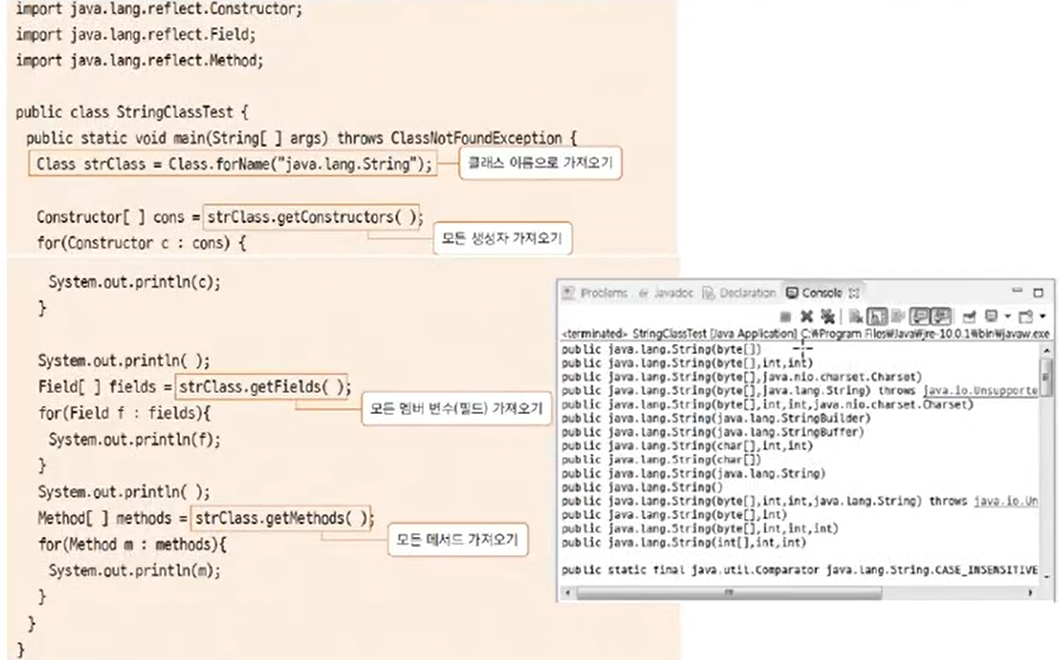 import java.lang.reflect.Constructor;
import java.lang.reflect.Field;
import java.lang.reflect.Method;
public class StringClassTest {
public static void main(String[ ] args) throws ClassNotFoundException {
Class strClass = Class.forName("java.lang.String");
클래스 이름으로 가져오기
Constructor[ ] cons = strClass.getConstructors( );
모든 생성자 가져오기
for(Constructor c : cons) {
System.out.println(c);
}
System.out.println( );
Field[ ] fields = strClass.getFields( );
모든 멤버 변수(필드) 가져오기
for(Field f : fields){
System.out.println(f);
}
System.out.println( );
Method[ ] methods = strClass.getMethods( );
모든 메서드 가져오기
for(Method m : methods){
System.out.println(m);
}
}
}
Problems Javadoc Declaration Console
<terminated> StringClassTest [Java Application] C:₩Program Files₩Java₩jre-10.0.1₩bin₩javaw.exe
public java.lang.String(byte[])
public java.lang.String(byte[],int,int)
public java.lang.String(byte[],java.nio.charset.Charset)
public java.lang.String(byte[],java.lang.String) throws java.io.Unsupporte
public java.lang.String(byte[],int,int,java.nio.charset.Charset)
public java.lang.String(java.lang.StringBuilder)
public java.lang.String(java.lang.StringBuffer)
public java.lang.String(char[],int,int)
public java.lang.String(char[])
public java.lang.String(java.lang.String)
public java.lang.String()
public java.lang.String(byte[],int,int,java.lang.String) throws java.io.Un
public java.lang.String(byte[],int)
public java.lang.String(byte[],int,int,int)
public java.lang.String(int[],int,int)
public static final java.util.Comparator java.lang.String.CASE_INSENSITIVE